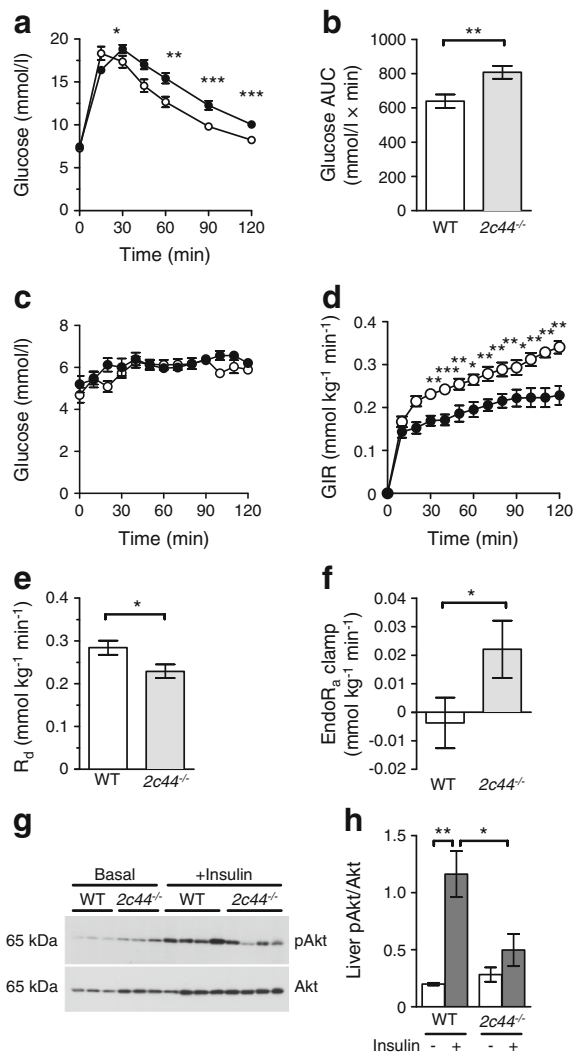 a
Glucose (mmol/l)
20
15
10
5
0
*
**
***
***
0 30 60 90 120
Time (min)
b
Glucose AUC
(mmol/l × min)
1000
800
600
400
200
0
**
WT 2c44-/-
c
Glucose (mmol/l)
8
6
4
2
0
0 30 60 90 120
Time (min)
d
GIR (mmol kg-1 min-1)
0.4
0.3
0.2
0.1
0
** *** ** * ** ** ** * ** ** **
0 30 60 90 120
Time (min)
e
Rd (mmol kg-1 min-1)
0.4
0.3
0.2
0.1
0
*
WT 2c44-/-
f
EndoRa clamp
(mmol kg-1 min-1)
0.04
0.03
0.02
0.01
0
-0.01
-0.02
*
WT 2c44-/-
g
Basal +Insulin
WT 2c44-/- WT 2c44-/-
65 kDa pAkt
65 kDa Akt
h
Liver pAkt/Akt
1.5
1.0
0.5
0
** *
WT 2c44-/-
Insulin - + - +